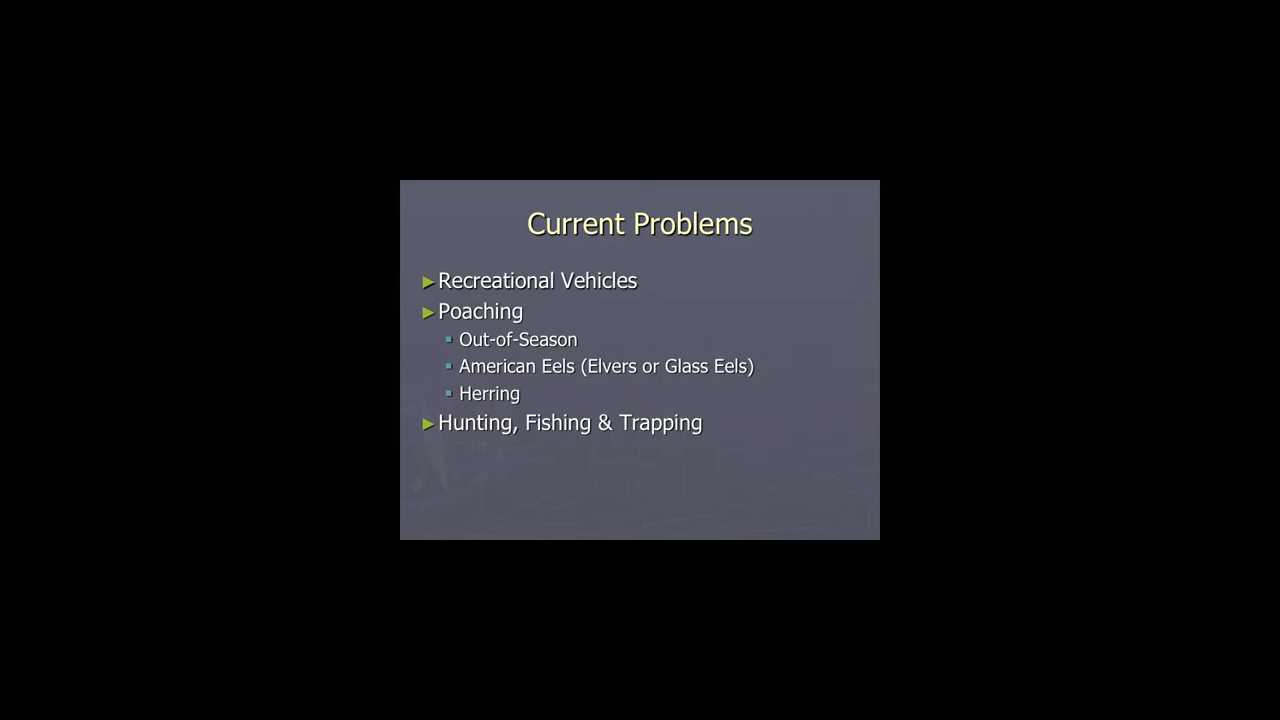 Current Problems
Recreational Vehicles
Poaching
Out-of-Season
American Eels (Elvers or Glass Eels)
Herring
Hunting, Fishing & Trapping